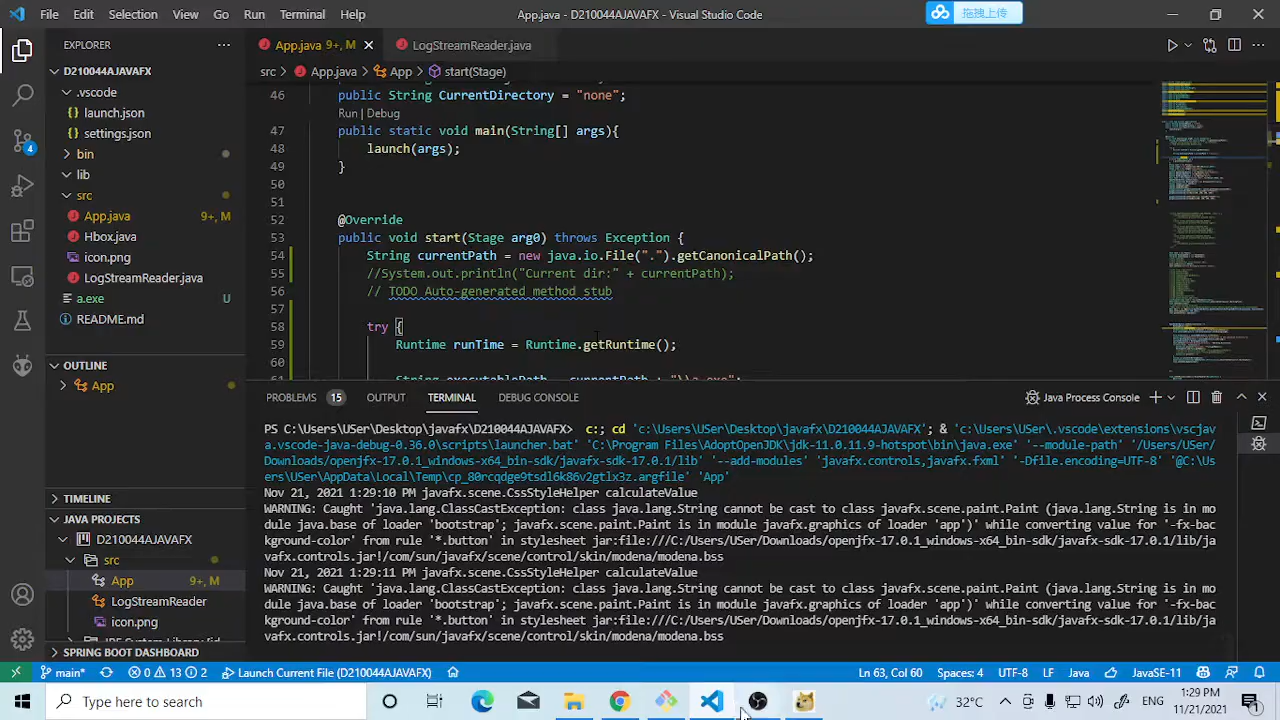 File Edit
Go Run Terminal Help
D210044AJAVAFX - Visual Studio Code
拖拽上传
EXPLORER
App.java 9+, M
LogStreamReader.java
D210044AJAVAFX
src > App.java > App > start(Stage)
.vscode
launch.json
settings.json
bin
lib
src
App.java 9+, M
Hbox.java
icon.png
LogStreamReader.java
a.exe U
README.md
OUTLINE
App
TIMELINE
JAVA PROJECTS
D210044AJAVAFX
src
App 9+, M
LogStreamReader
icon.png
SPRING BOOT DASHBOARD
4
46 public String CurrentDirectory = "none";
Run | Debug
47 public static void main(String[] args){
48 launch(args);
49
50
51
52 @Override
53 public void start(Stage arg0) throws Exception {
54 String currentPath = new java.io.File(".").getCanonicalPath();
55 //System.out.println("Current dir:" + currentPath);
56 // TODO Auto-generated method stub
57
58 try {
59 Runtime runTime = Runtime.getRuntime();
60
61 String executablePath = currentPath + "\\a.exe";
PROBLEMS 15 OUTPUT TERMINAL DEBUG CONSOLE
Java Process Console
PS C:\Users\USer\Desktop\javafx\D210044AJAVAFX> c:; cd 'c:\Users\USer\Desktop\javafx\D210044AJAVAFX'; & 'c:\Users\USer\.vscode\extensions\vscjav
a.vscode-java-debug-0.36.0\scripts\launcher.bat' 'C:\Program Files\AdoptOpenJDK\jdk-11.0.11.9-hotspot\bin\java.exe' '--module-path' '/Users/USer/
Downloads/openjfx-17.0.1_windows-x64_bin-sdk/javafx-sdk-17.0.1/lib' '--add-modules' 'javafx.controls,javafx.fxml' '-Dfile.encoding=UTF-8' '@C:\Us
ers\USer\AppData\Local\Temp\cp_80rcqdge9tsdl6k86v2gtlx3z.argfile' 'App'
Nov 21, 2021 1:29:10 PM javafx.scene.CssStyleHelper calculateValue
WARNING: Caught 'java.lang.ClassCastException: class java.lang.String cannot be cast to class javafx.scene.paint.Paint (java.lang.String is in mo
dule java.base of loader 'bootstrap'; javafx.scene.paint.Paint is in module javafx.graphics of loader 'app')' while converting value for '-fx-bac
kground-color' from rule '*.button' in stylesheet jar:file:///C:/Users/USer/Downloads/openjfx-17.0.1_windows-x64_bin-sdk/javafx-sdk-17.0.1/lib/ja
vafx.controls.jar!/com/sun/javafx/scene/control/skin/modena/modena.bss
Nov 21, 2021 1:29:11 PM javafx.scene.CssStyleHelper calculateValue
WARNING: Caught 'java.lang.ClassCastException: class java.lang.String cannot be cast to class javafx.scene.paint.Paint (java.lang.String is in mo
dule java.base of loader 'bootstrap'; javafx.scene.paint.Paint is in module javafx.graphics of loader 'app')' while converting value for '-fx-bac
kground-color' from rule '*.button' in stylesheet jar:file:///C:/Users/USer/Downloads/openjfx-17.0.1_windows-x64_bin-sdk/javafx-sdk-17.0.1/lib/ja
vafx.controls.jar!/com/sun/javafx/scene/control/skin/modena/modena.bss
main* 0 13 2 Launch Current File (D210044AJAVAFX)
Ln 63, Col 60 Spaces: 4 UTF-8 LF Java JavaSE-11
Type here to search
32°C
ENG
1:29 PM
11/21/2021
1